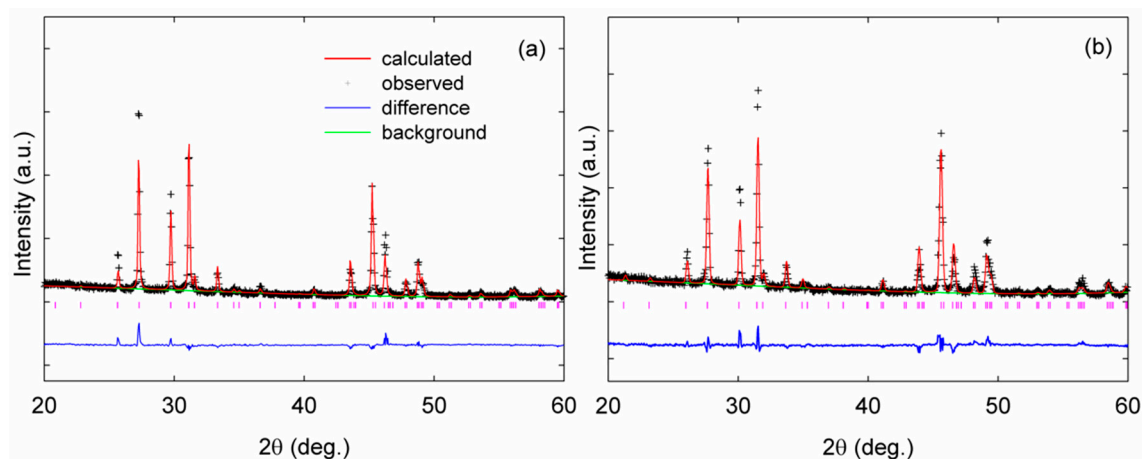 (a)
calculated
observed
difference
background
Intensity (a.u.)
20 30 40 50 60
2θ (deg.)
(b)
Intensity (a.u.)
20 30 40 50 60
2θ (deg.)